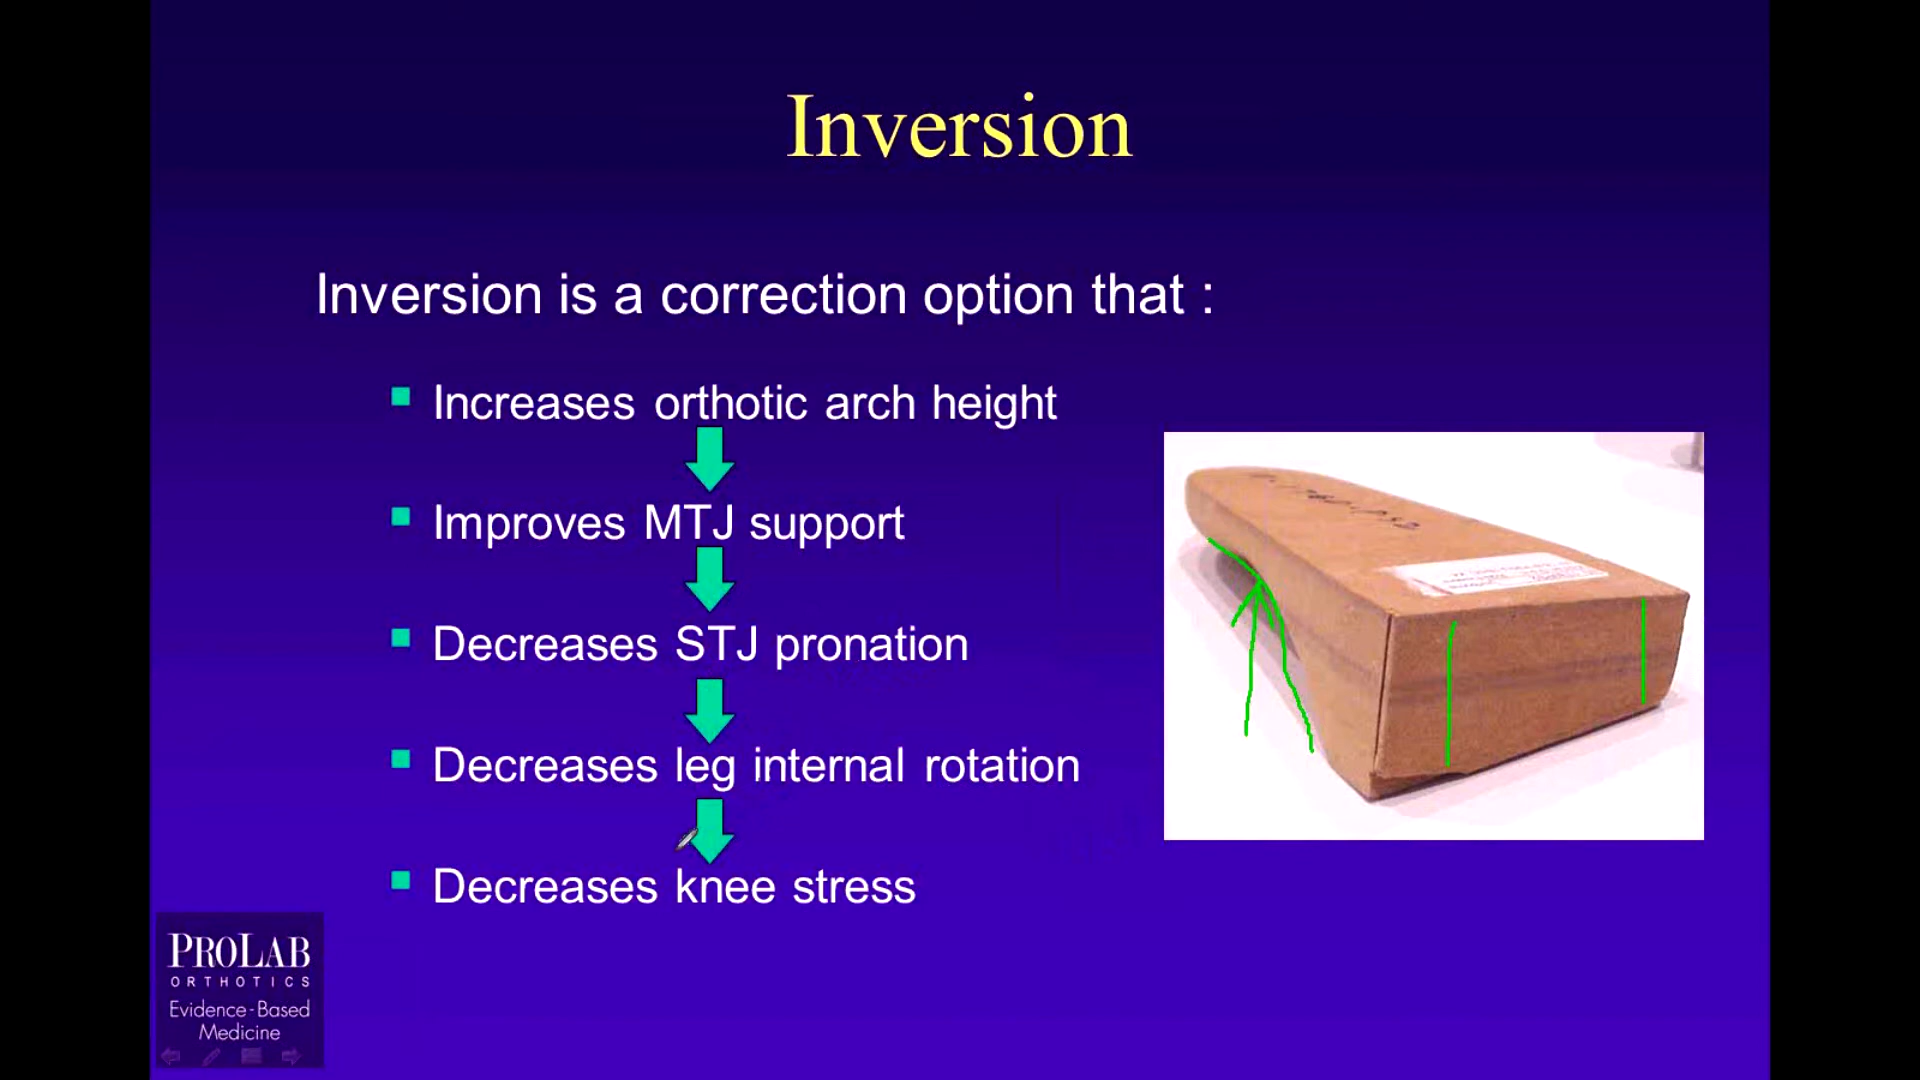 Inversion
Inversion is a correction option that :
Increases orthotic arch height
Improves MTJ support
Decreases STJ pronation
Decreases leg internal rotation
Decreases knee stress
PROLAB
ORTHOTICS
Evidence-Based
Medicine